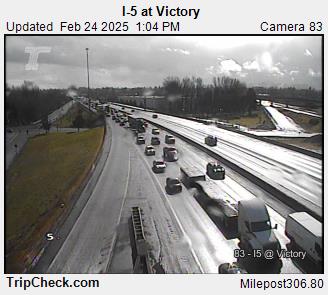 I-5 at Victory
Updated Feb 24 2025 1:04 PM Camera 83
T
S
83 - I5 @ Victory
TripCheck.com Milepost306.80